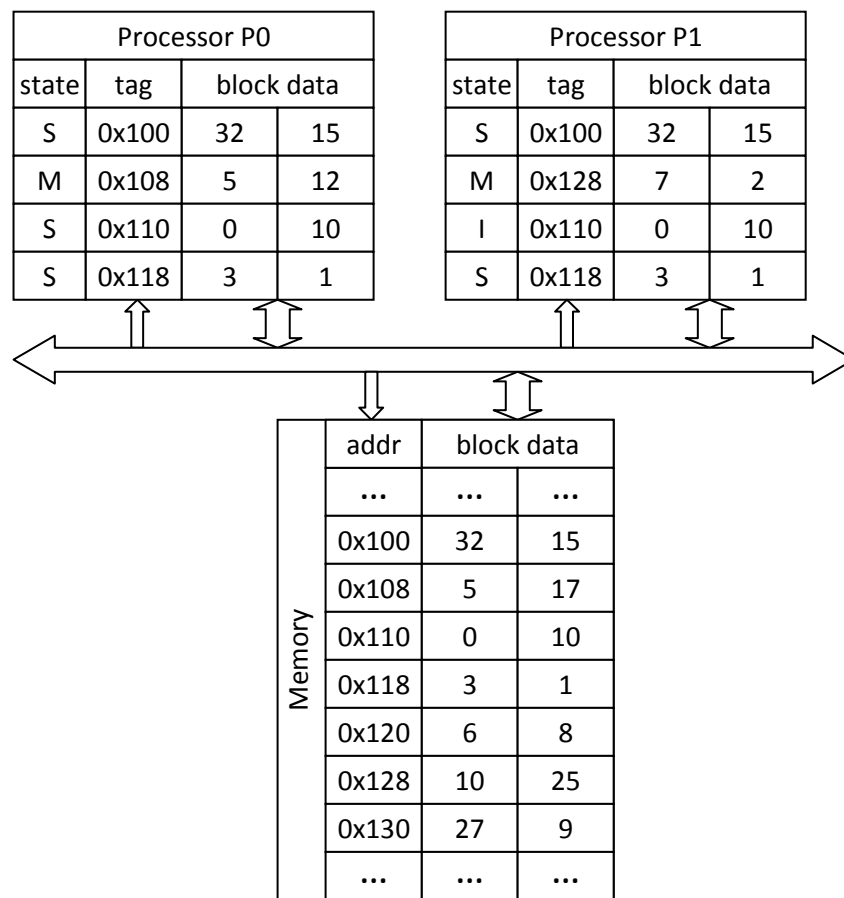 Processor P0
state tag block data
S 0x100 32 15
M 0x108 5 12
S 0x110 0 10
S 0x118 3 1
Processor P1
state tag block data
S 0x100 32 15
M 0x128 7 2
I 0x110 0 10
S 0x118 3 1
Memory
addr block data
... ... ...
0x100 32 15
0x108 5 17
0x110 0 10
0x118 3 1
0x120 6 8
0x128 10 25
0x130 27 9
... ... ...